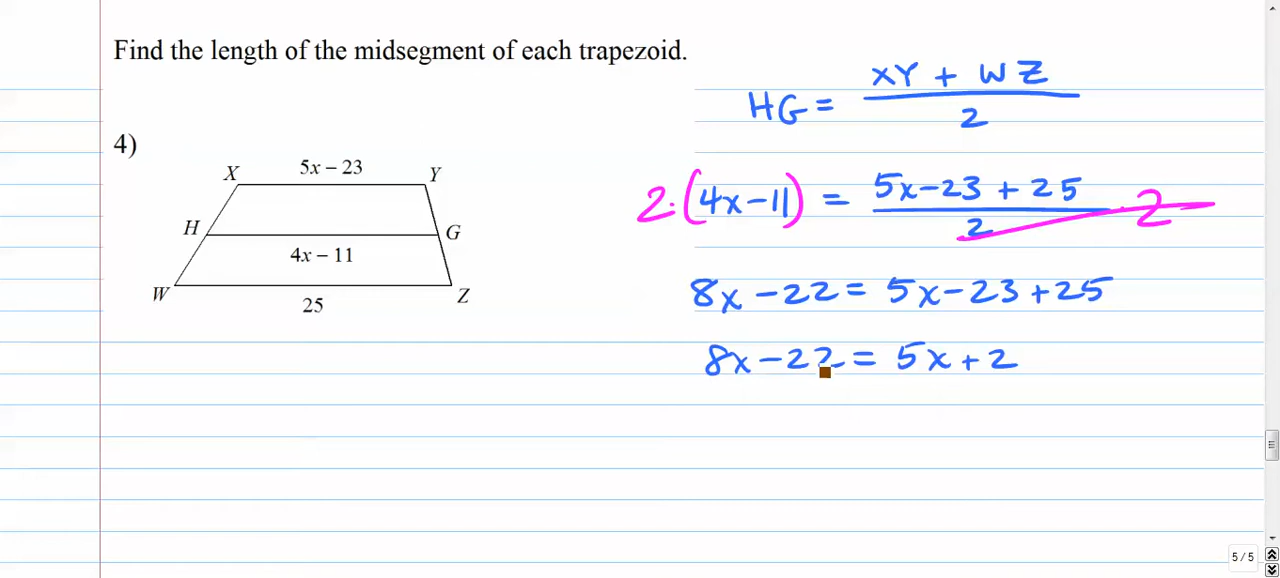 Find the length of the midsegment of each trapezoid.
HG = XY + WZ
2
4)
X 5x – 23 Y
2·(4x-11) = 5x-23 + 25
2 · 2
H G
4x – 11
W Z
25
8x -22 = 5x-23+25
8x-22 = 5x+2
5 / 5